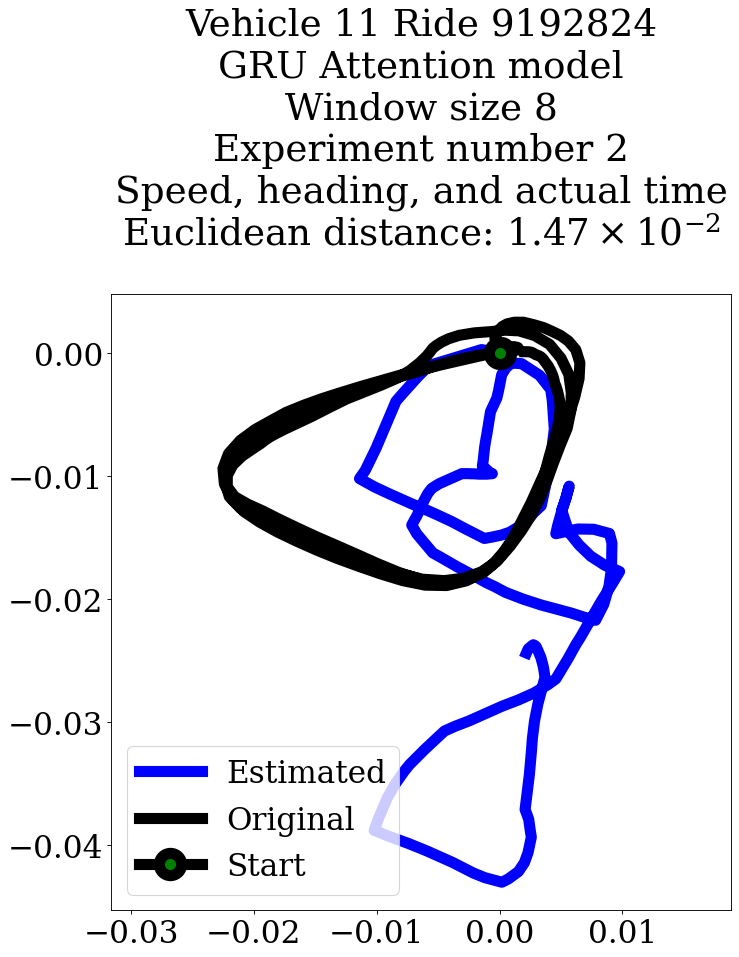 Vehicle 11 Ride 9192824
GRU Attention model
Window size 8
Experiment number 2
Speed, heading, and actual time
Euclidean distance: 1.47 × 10⁻²
0.00
−0.01
−0.02
−0.03
−0.04
Estimated
Original
Start
−0.03 −0.02 −0.01 0.00 0.01